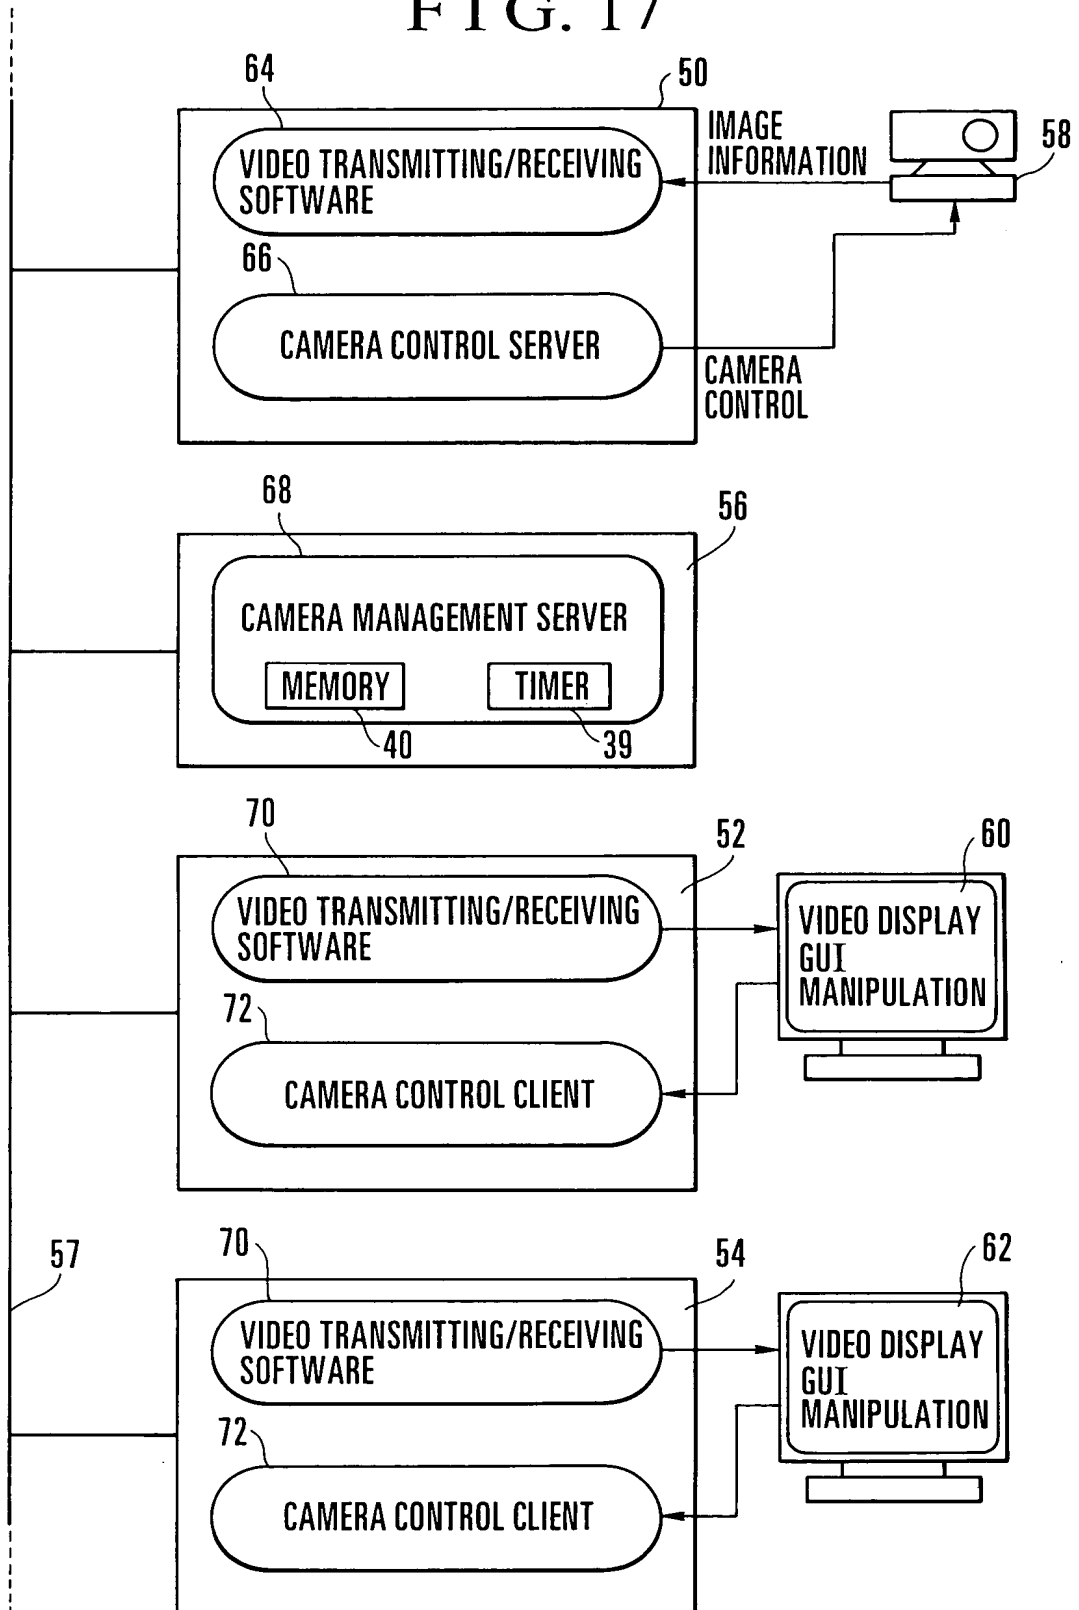 FIG. 17
64
50
IMAGE
INFORMATION
58
VIDEO TRANSMITTING/RECEIVING
SOFTWARE
66
CAMERA CONTROL SERVER
CAMERA
CONTROL
68
56
CAMERA MANAGEMENT SERVER
MEMORY
TIMER
40
39
70
52
60
VIDEO TRANSMITTING/RECEIVING
SOFTWARE
VIDEO DISPLAY
GUI
MANIPULATION
72
CAMERA CONTROL CLIENT
57
70
54
62
VIDEO TRANSMITTING/RECEIVING
SOFTWARE
VIDEO DISPLAY
GUI
MANIPULATION
72
CAMERA CONTROL CLIENT